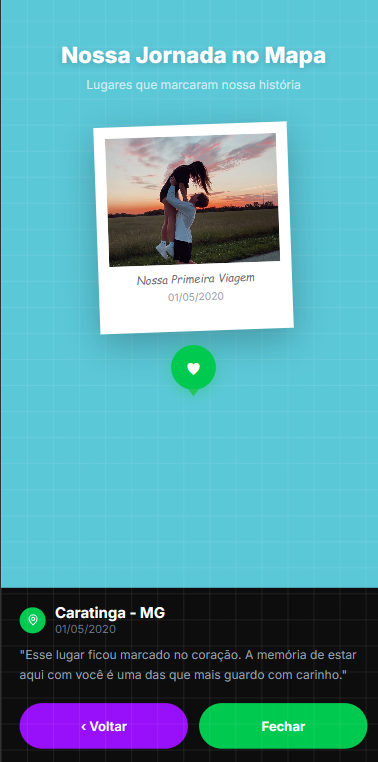 Nossa Jornada no Mapa
Lugares que marcaram nossa história
Nossa Primeira Viagem
01/05/2020
Caratinga - MG
01/05/2020
"Esse lugar ficou marcado no coração. A memória de estar
aqui com você é uma das que mais guardo com carinho."
‹ Voltar
Fechar